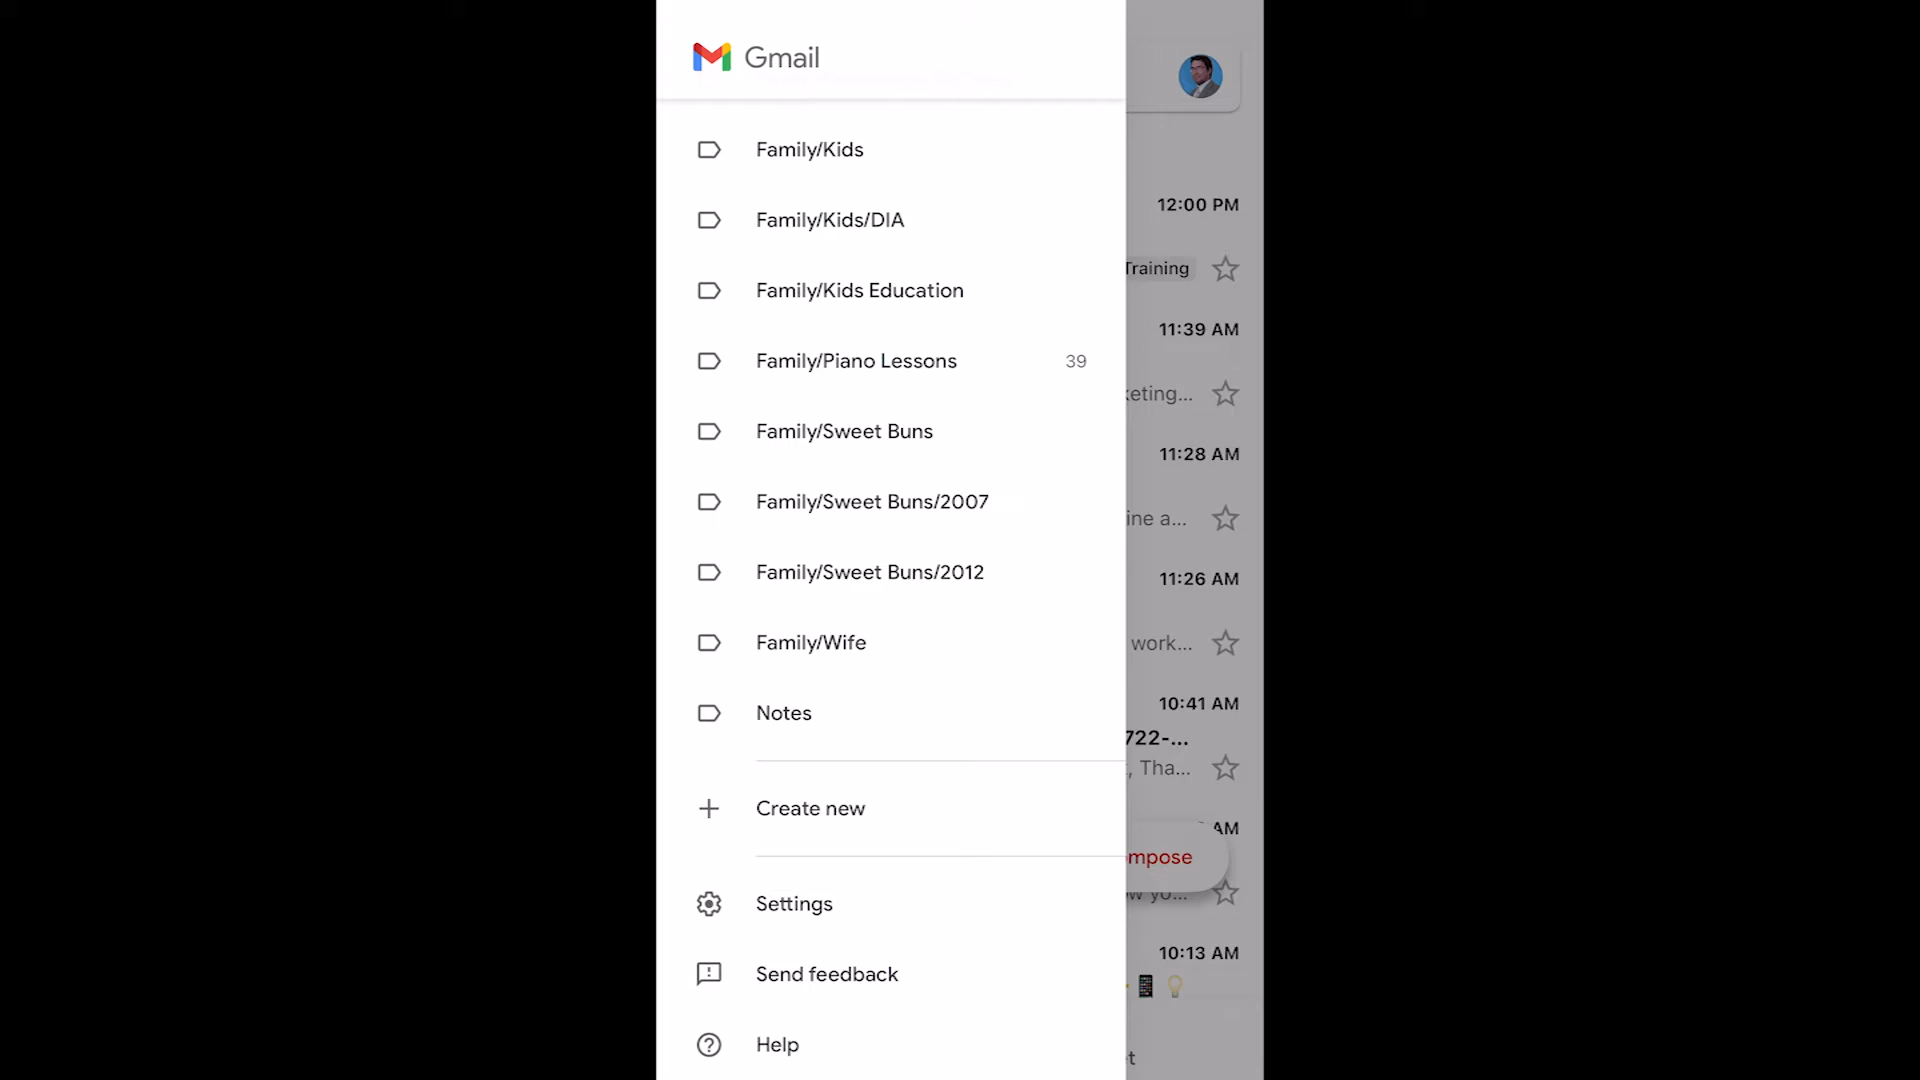 Gmail
Family/Kids
12:00 PM
Family/Kids/DIA
Training
Family/Kids Education
11:39 AM
Family/Piano Lessons 39
keting...
Family/Sweet Buns
11:28 AM
Family/Sweet Buns/2007
ine a...
Family/Sweet Buns/2012
11:26 AM
Family/Wife
work...
Notes
10:41 AM
722-...
, Tha...
Create new
AM
mpose
Settings
10:13 AM
Send feedback
Help